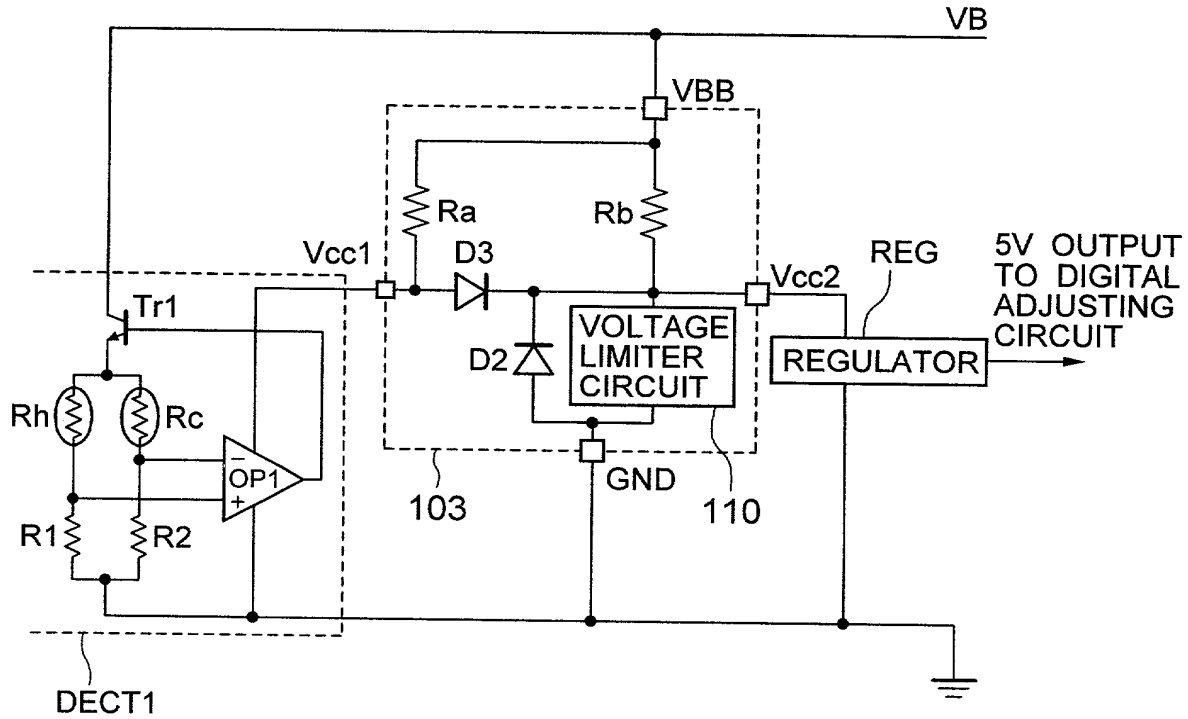 VB
VBB
Ra
Rb
Vcc1
D3
Vcc2
REG
5V OUTPUT
TO DIGITAL
ADJUSTING
CIRCUIT
Tr1
VOLTAGE
LIMITER
CIRCUIT
D2
REGULATOR
Rh
Rc
−
OP1
+
GND
103
110
R1
R2
DECT1